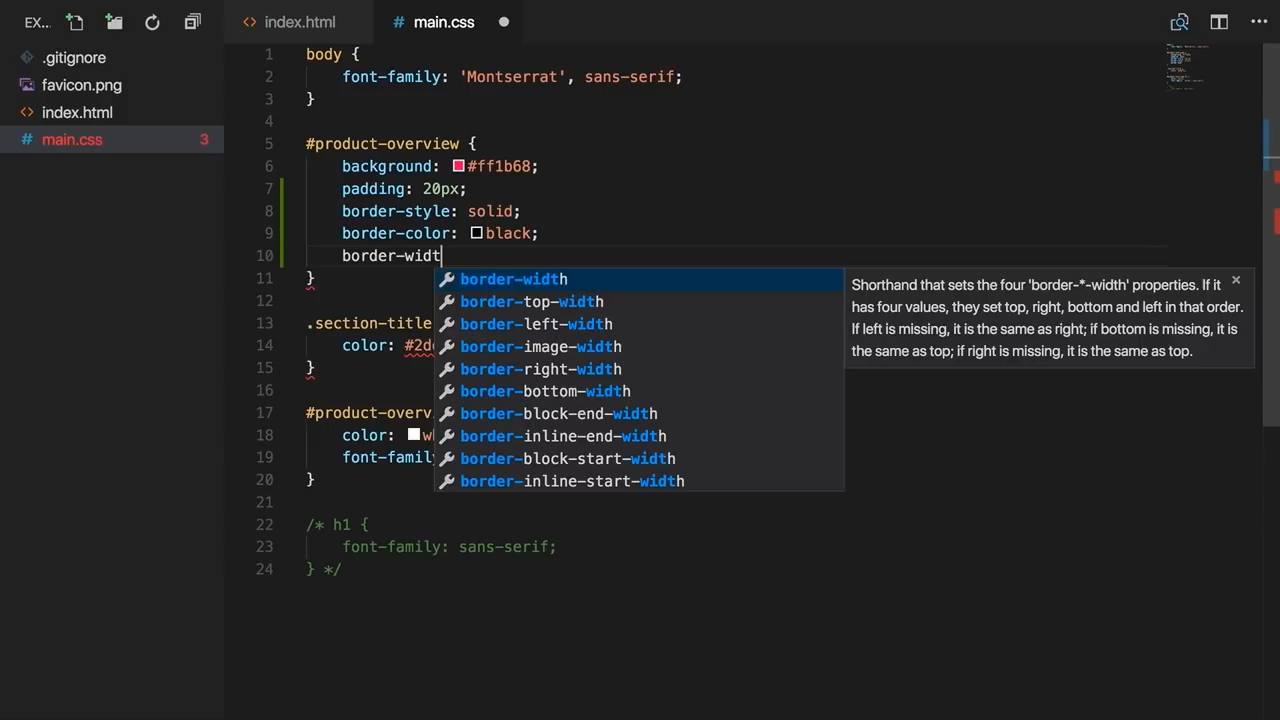 EX...
index.html
# main.css
.gitignore
favicon.png
index.html
# main.css 3
1 body {
2 font-family: 'Montserrat', sans-serif;
3 }
4
5 #product-overview {
6 background: #ff1b68;
7 padding: 20px;
8 border-style: solid;
9 border-color: black;
10 border-widt
11 }
12
13 .section-title
14 color:
15 }
16
17 #product-overv
18 color:
19 font-family
20 }
21
22 /* h1 {
23 font-family: sans-serif;
24 } */
border-width
border-top-width
border-left-width
border-image-width
border-right-width
border-bottom-width
border-block-end-width
border-inline-end-width
border-block-start-width
border-inline-start-width
Shorthand that sets the four 'border-*-width' properties. If it
has four values, they set top, right, bottom and left in that order.
If left is missing, it is the same as right; if bottom is missing, it is
the same as top; if right is missing, it is the same as top.